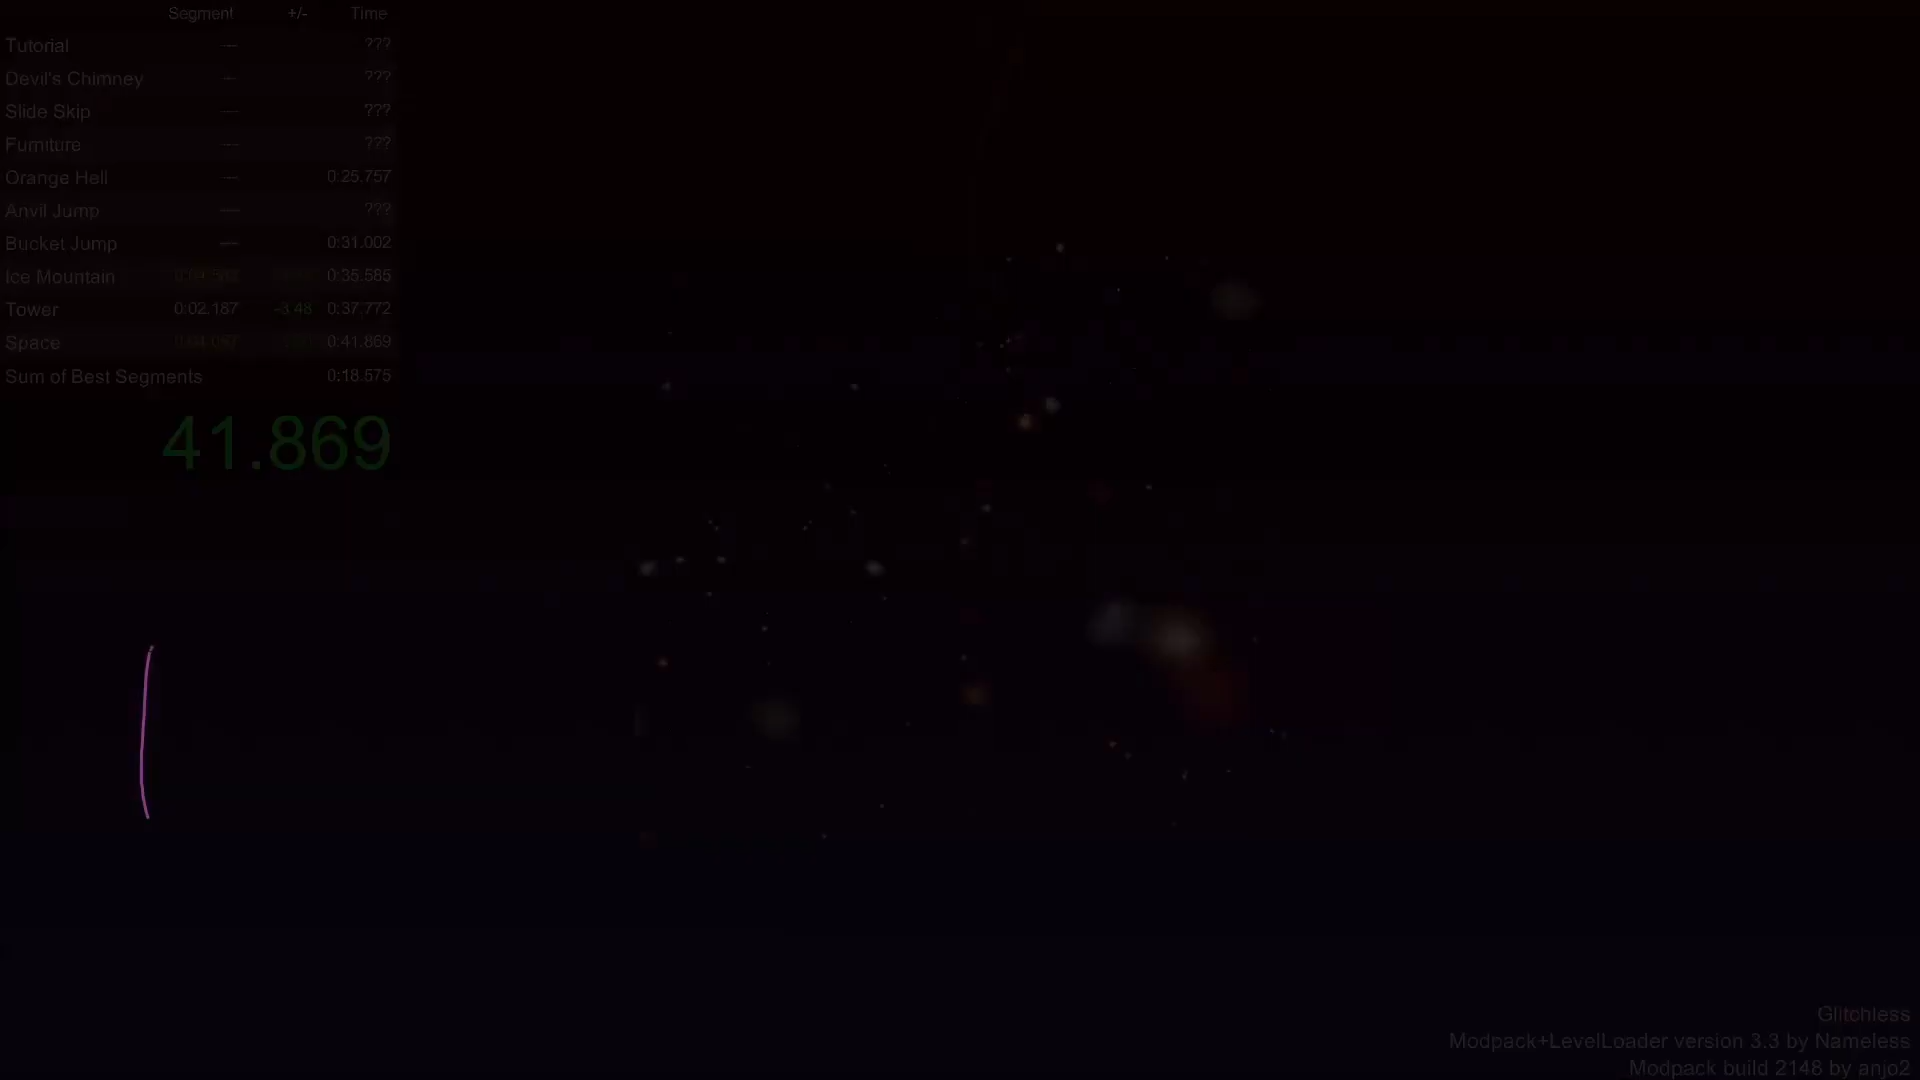 Segment +/- Time
Tutorial — ???
Devil's Chimney — ???
Slide Skip — ???
Furniture — ???
Orange Hell — 0:25.757
Anvil Jump — ???
Bucket Jump — 0:31.002
Ice Mountain 0:35.585
Tower 0:02.187 -3.48 0:37.772
Space 0:41.869
Sum of Best Segments 0:18.575
41.869
Glitchless
Modpack+LevelLoader version 3.3 by Nameless
Modpack build 2148 by anjo2